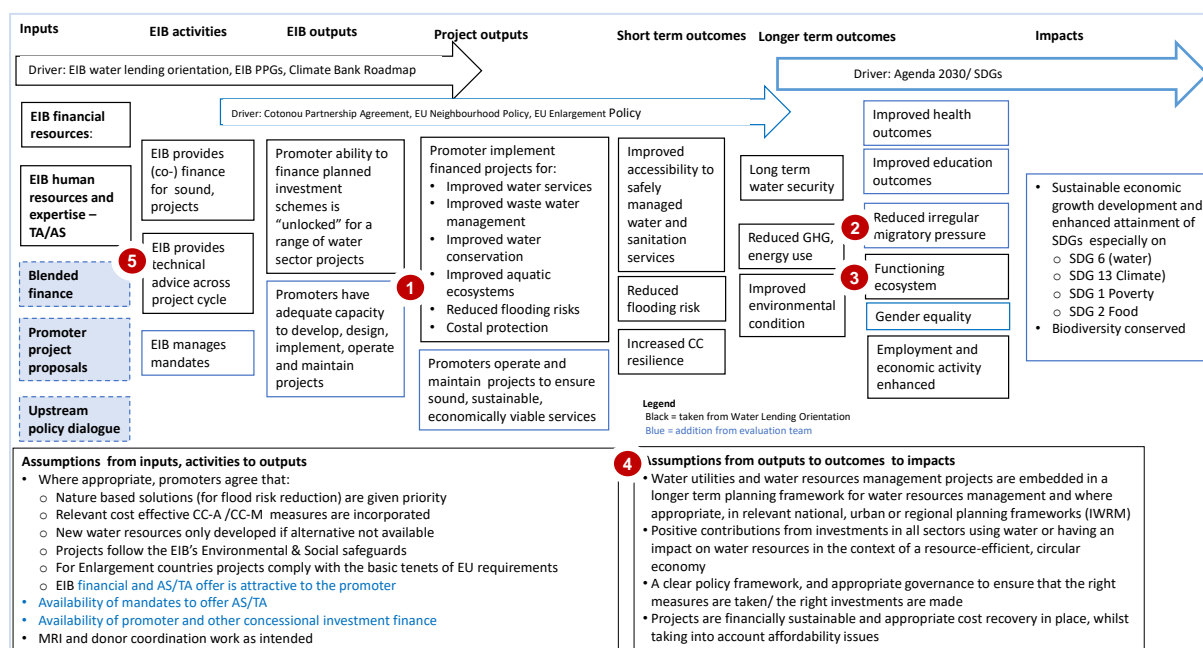 Inputs
EIB activities
EIB outputs
Project outputs
Short term outcomes
Longer term outcomes
Impacts
Driver: EIB water lending orientation, EIB PPGs, Climate Bank Roadmap
Driver: Agenda 2030/ SDGs
Driver: Cotonou Partnership Agreement, EU Neighbourhood Policy, EU Enlargement Policy
EIB financial
resources:
EIB human
resources and
expertise –
TA/AS
5
Blended
finance
Promoter
project
proposals
Upstream
policy dialogue
EIB provides
(co-) finance
for sound,
projects
EIB provides
technical
advice across
project cycle
EIB manages
mandates
Promoter ability to
finance planned
investment
schemes is
“unlocked” for a
range of water
sector projects
Promoters have
adequate capacity
to develop, design,
implement, operate
and maintain
projects
1
Promoter implement
financed projects for:
• Improved water services
• Improved waste water
management
• Improved water
conservation
• Improved aquatic
ecosystems
• Reduced flooding risks
• Costal protection
Promoters operate and
maintain projects to ensure
sound, sustainable,
economically viable services
Improved
accessibility to
safely
managed
water and
sanitation
services
Reduced
flooding risk
Increased CC
resilience
Long term
water security
Reduced GHG,
energy use
Improved
environmental
condition
2
3
Improved health
outcomes
Improved education
outcomes
Reduced irregular
migratory pressure
Functioning
ecosystem
Gender equality
Employment and
economic activity
enhanced
• Sustainable economic
growth development and
enhanced attainment of
SDGs especially on
o SDG 6 (water)
o SDG 13 Climate)
o SDG 1 Poverty
o SDG 2 Food
• Biodiversity conserved
Legend
Black = taken from Water Lending Orientation
Blue = addition from evaluation team
Assumptions from inputs, activities to outputs
• Where appropriate, promoters agree that:
o Nature based solutions (for flood risk reduction) are given priority
o Relevant cost effective CC-A /CC-M measures are incorporated
o New water resources only developed if alternative not available
o Projects follow the EIB’s Environmental & Social safeguards
o For Enlargement countries projects comply with the basic tenets of EU requirements
o EIB financial and AS/TA offer is attractive to the promoter
• Availability of mandates to offer AS/TA
• Availability of promoter and other concessional investment finance
• MRI and donor coordination work as intended
4
ssumptions from outputs to outcomes to impacts
• Water utilities and water resources management projects are embedded in a
longer term planning framework for water resources management and where
appropriate, in relevant national, urban or regional planning frameworks (IWRM)
• Positive contributions from investments in all sectors using water or having an
impact on water resources in the context of a resource-efficient, circular
economy
• A clear policy framework, and appropriate governance to ensure that the right
measures are taken/ the right investments are made
• Projects are financially sustainable and appropriate cost recovery in place, whilst
taking into account affordability issues